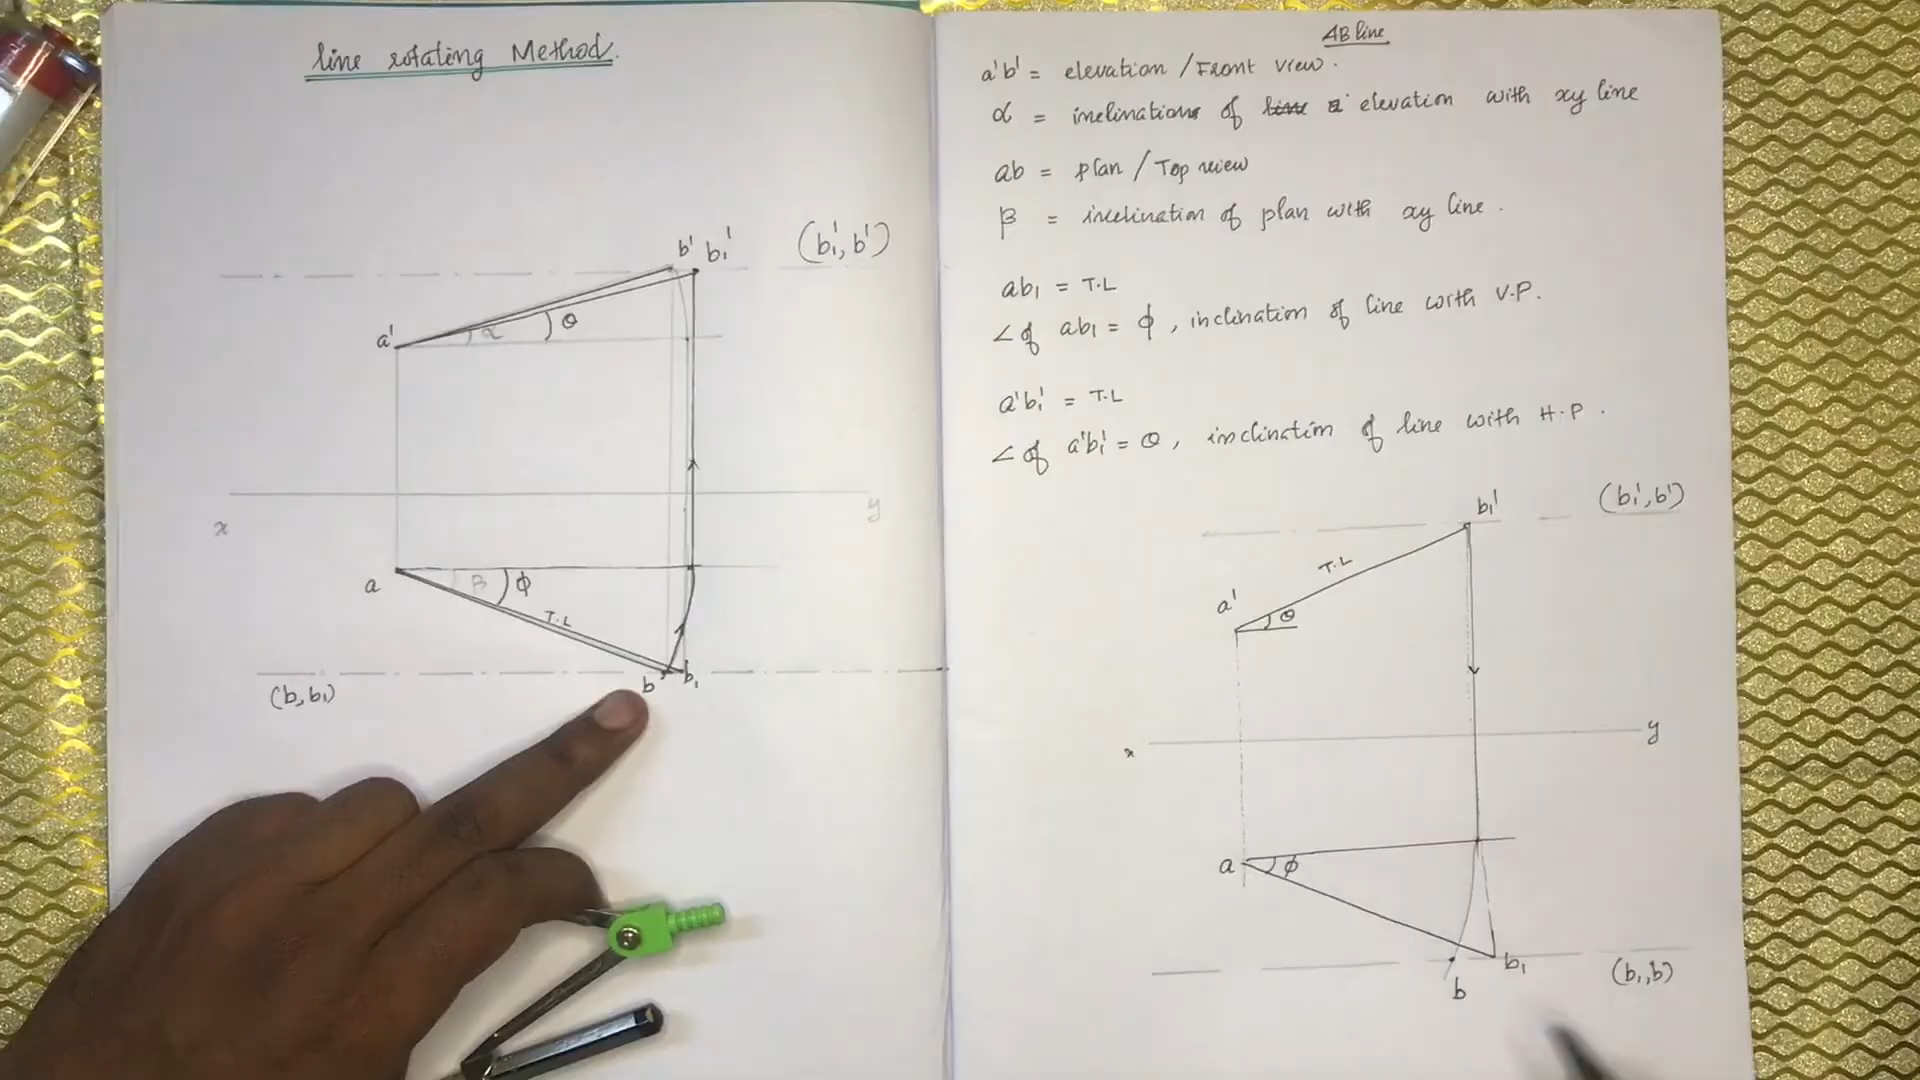 line rotating Method.
b' b₁' (b₁', b')
a' α θ
x y
a β φ
T.L
b b₁
(b, b₁)
AB line
a'b' = elevation / Front view.
α = inclinations of line a elevation with xy line
ab = plan / Top view
β = inclination of plan with xy line.
ab₁ = T.L
∠ of ab₁ = φ, inclination of line with V.P.
a'b₁' = T.L
∠ of a'b₁' = θ, inclination of line with H.P.
b₁' (b₁', b')
T.L
a' θ
x y
a φ
b₁ (b₁, b)
b